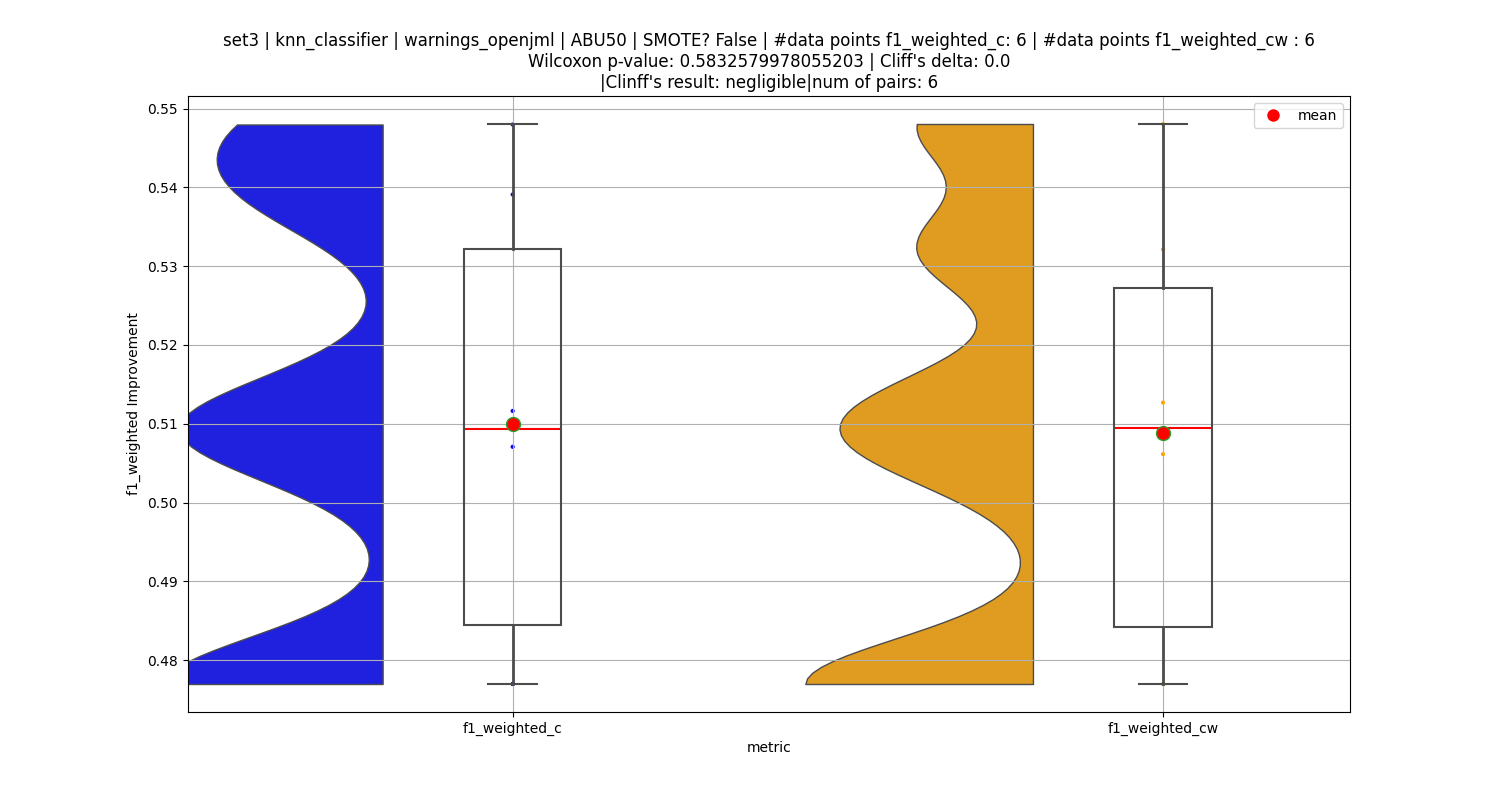 set3 | knn_classifier | warnings_openjml | ABU50 | SMOTE? False | #data points f1_weighted_c: 6 | #data points f1_weighted_cw : 6
Wilcoxon p-value: 0.5832579978055203 | Cliff's delta: 0.0
|Clinff's result: negligible|num of pairs: 6
mean
0.55
0.54
0.53
0.52
0.51
0.50
0.49
0.48
f1_weighted Improvement
f1_weighted_c
f1_weighted_cw
metric